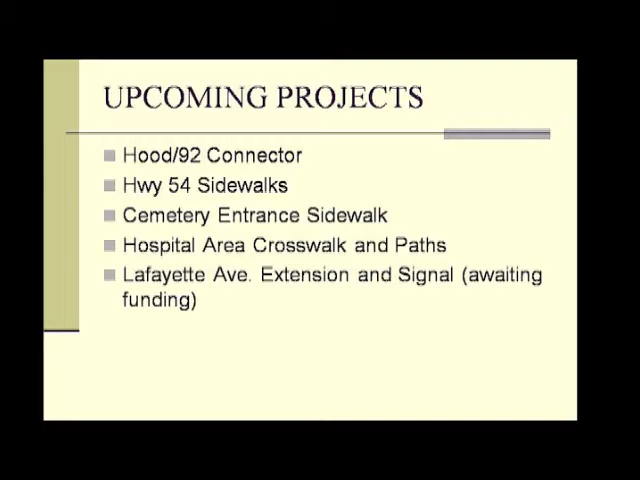 UPCOMING PROJECTS
Hood/92 Connector
Hwy 54 Sidewalks
Cemetery Entrance Sidewalk
Hospital Area Crosswalk and Paths
Lafayette Ave. Extension and Signal (awaiting
funding)